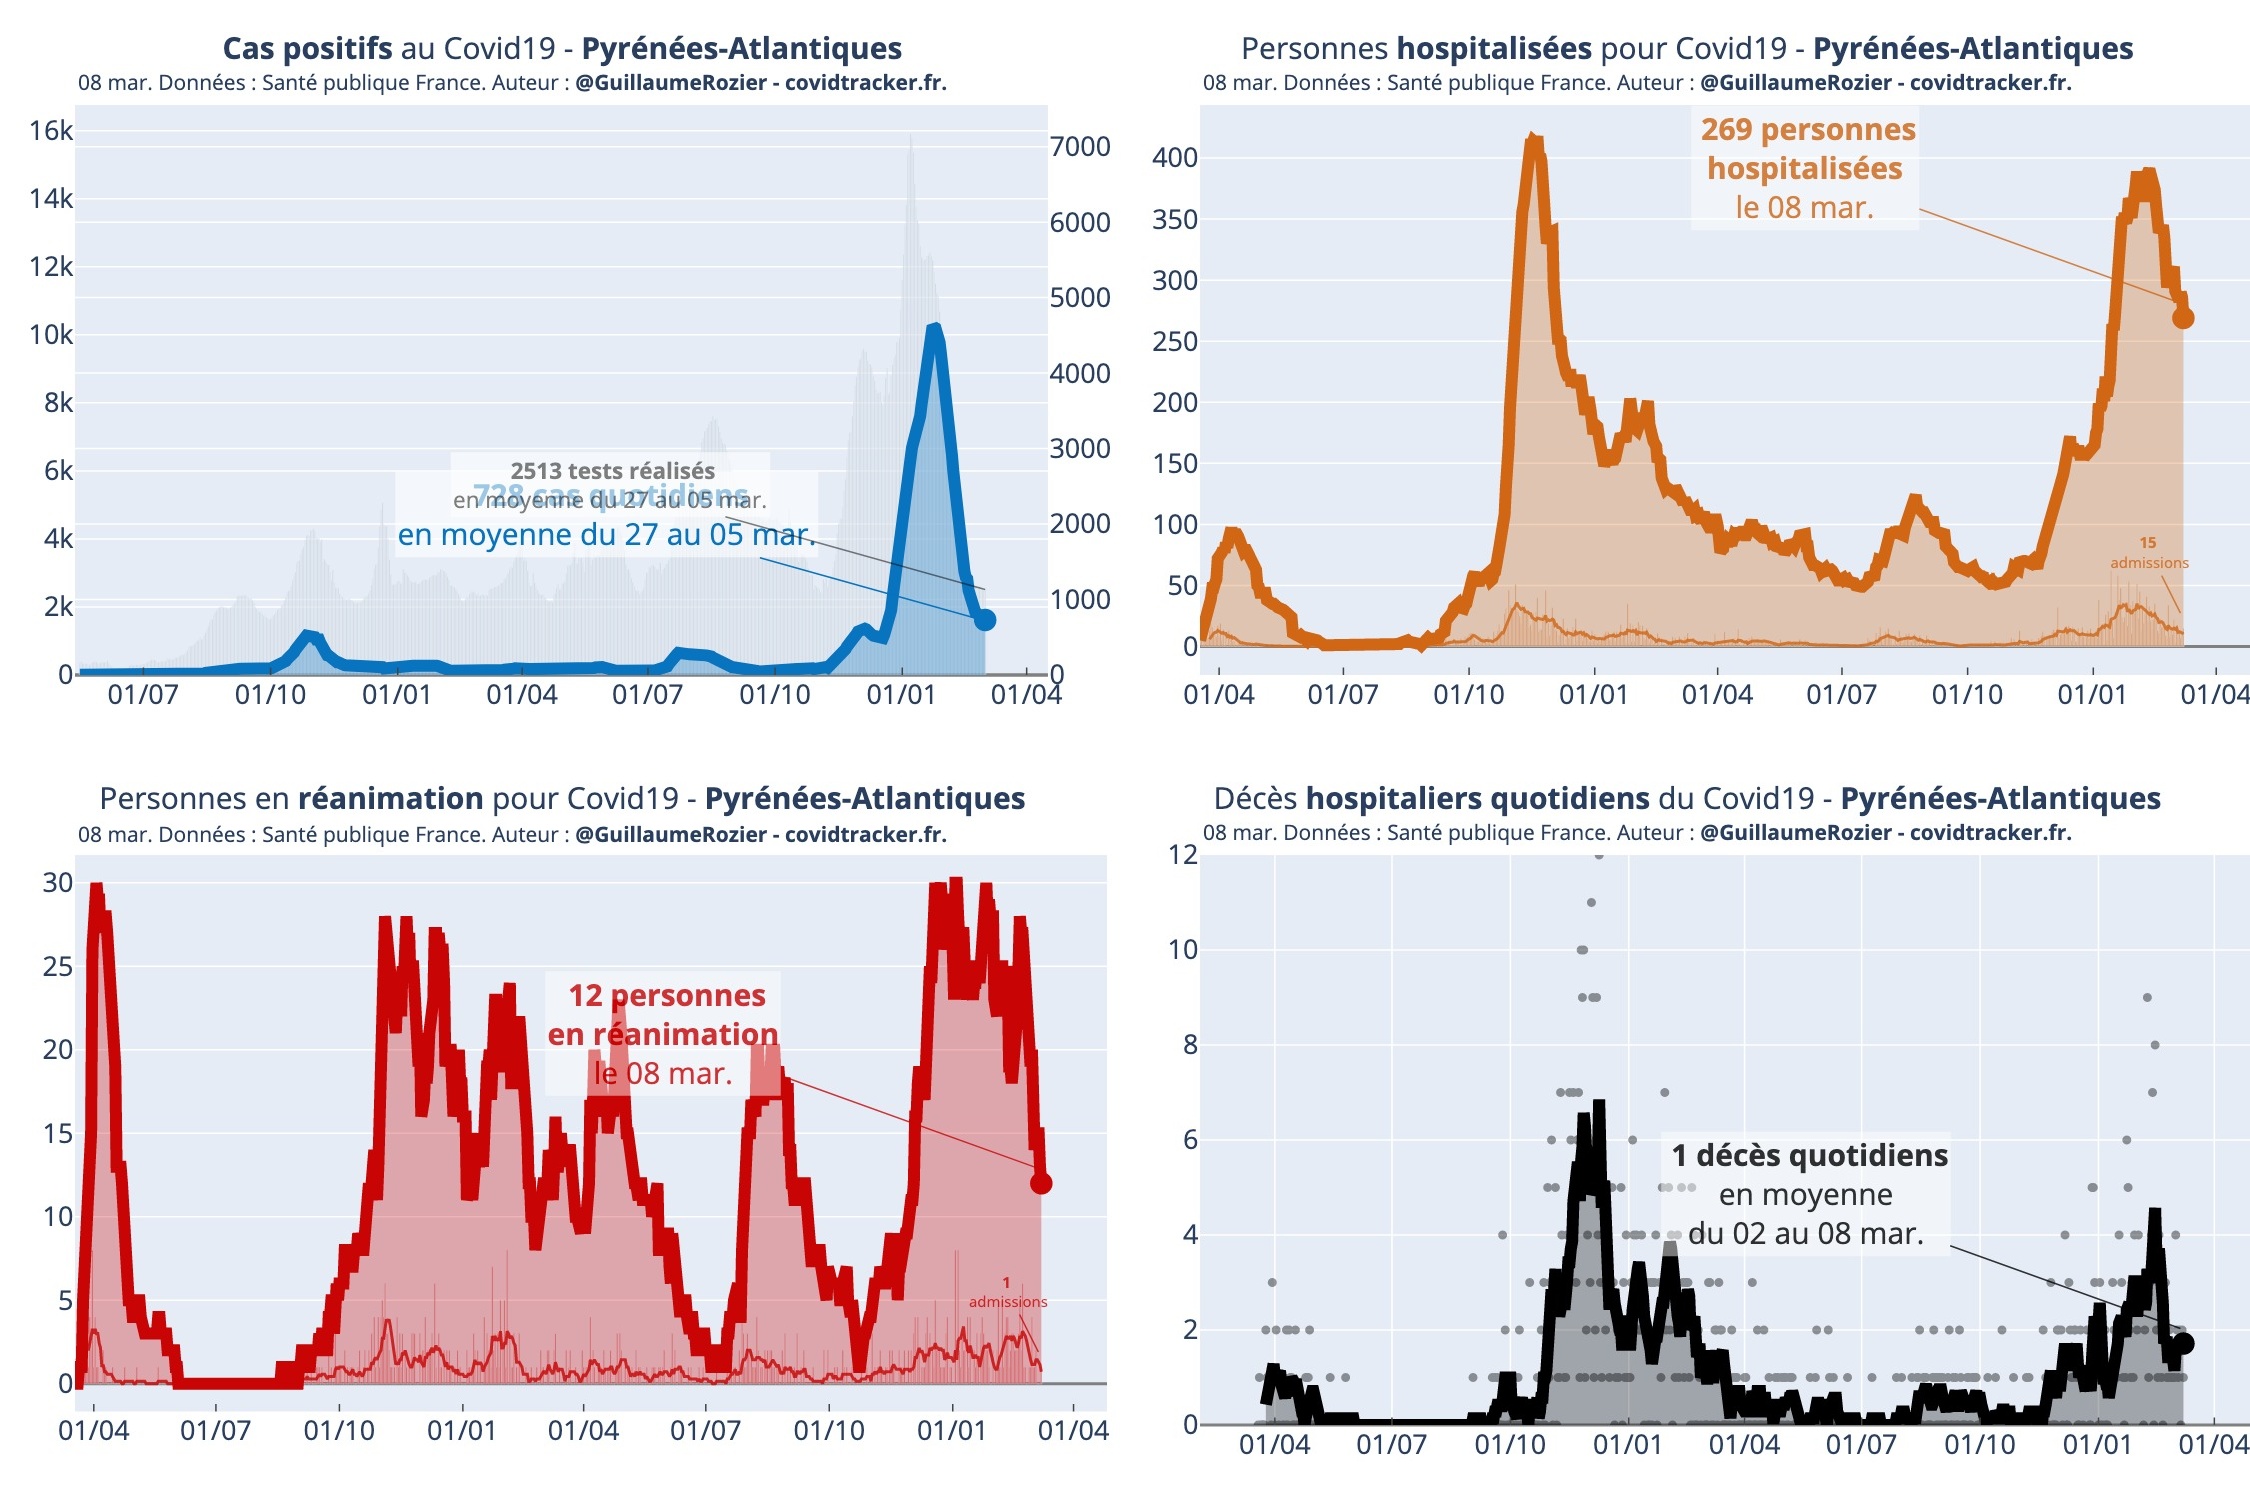 Cas positifs au Covid19 - Pyrénées-Atlantiques
08 mar. Données : Santé publique France. Auteur : @GuillaumeRozier - covidtracker.fr.
16k
14k
12k
10k
8k
6k
4k
2k
0
7000
6000
5000
4000
3000
2000
1000
0
2513 tests réalisés
en moyenne du 27 au 05 mar.
728 cas quotidiens
en moyenne du 27 au 05 mar.
01/07 01/10 01/01 01/04 01/07 01/10 01/01 01/04
Personnes hospitalisées pour Covid19 - Pyrénées-Atlantiques
08 mar. Données : Santé publique France. Auteur : @GuillaumeRozier - covidtracker.fr.
400
350
300
250
200
150
100
50
0
269 personnes
hospitalisées
le 08 mar.
15
admissions
01/04 01/07 01/10 01/01 01/04 01/07 01/10 01/01 01/04
Personnes en réanimation pour Covid19 - Pyrénées-Atlantiques
08 mar. Données : Santé publique France. Auteur : @GuillaumeRozier - covidtracker.fr.
30
25
20
15
10
5
0
12 personnes
en réanimation
le 08 mar.
1
admissions
01/04 01/07 01/10 01/01 01/04 01/07 01/10 01/01 01/04
Décès hospitaliers quotidiens du Covid19 - Pyrénées-Atlantiques
08 mar. Données : Santé publique France. Auteur : @GuillaumeRozier - covidtracker.fr.
12
10
8
6
4
2
0
1 décès quotidiens
en moyenne
du 02 au 08 mar.
01/04 01/07 01/10 01/01 01/04 01/07 01/10 01/01 01/04